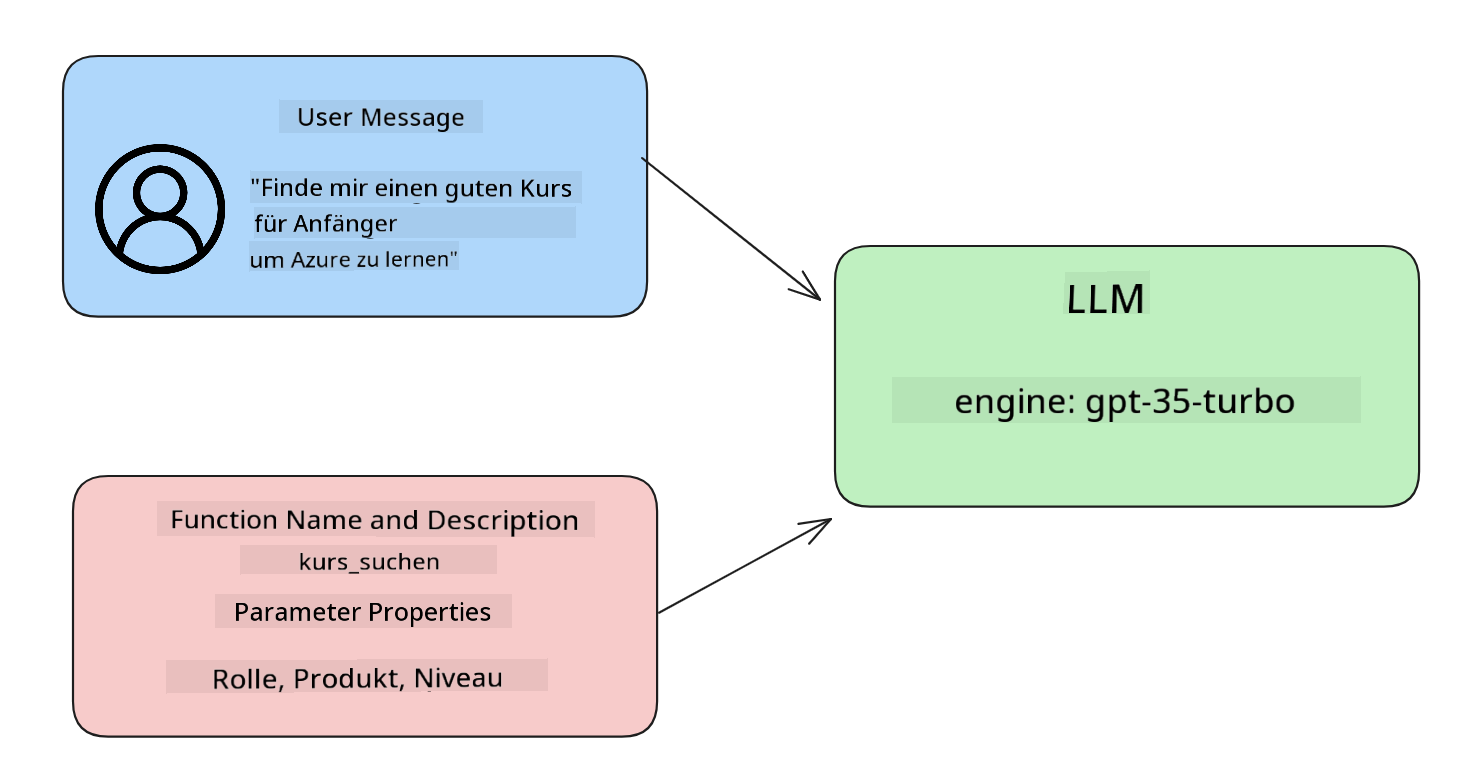 User Message
"Finde mir einen guten Kurs
für Anfänger
um Azure zu lernen"
LLM
engine: gpt-35-turbo
Function Name and Description
kurs_suchen
Parameter Properties
Rolle, Produkt, Niveau